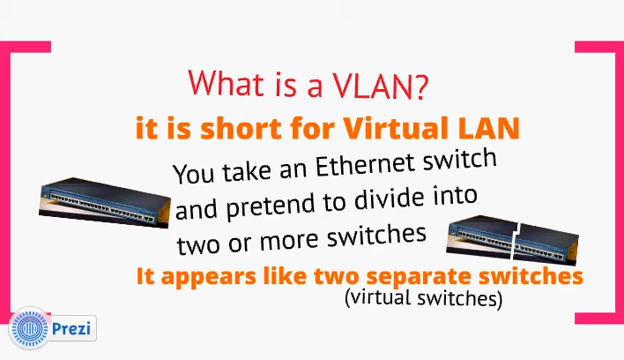 What is a VLAN?
it is short for Virtual LAN
You take an Ethernet switch
and pretend to divide into
two or more switches
It appears like two separate switches
(virtual switches)
Prezi